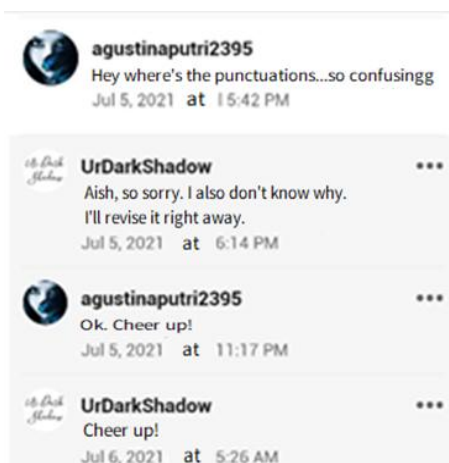 agustinaputri2395
Hey where's the punctuations...so confusingg
Jul 5, 2021 at 15:42 PM
UrDarkShadow
Aish, so sorry. I also don't know why.
I'll revise it right away.
Jul 5, 2021 at 6:14 PM
agustinaputri2395
Ok. Cheer up!
Jul 5, 2021 at 11:17 PM
UrDarkShadow
Cheer up!
Jul 6, 2021 at 5:26 AM